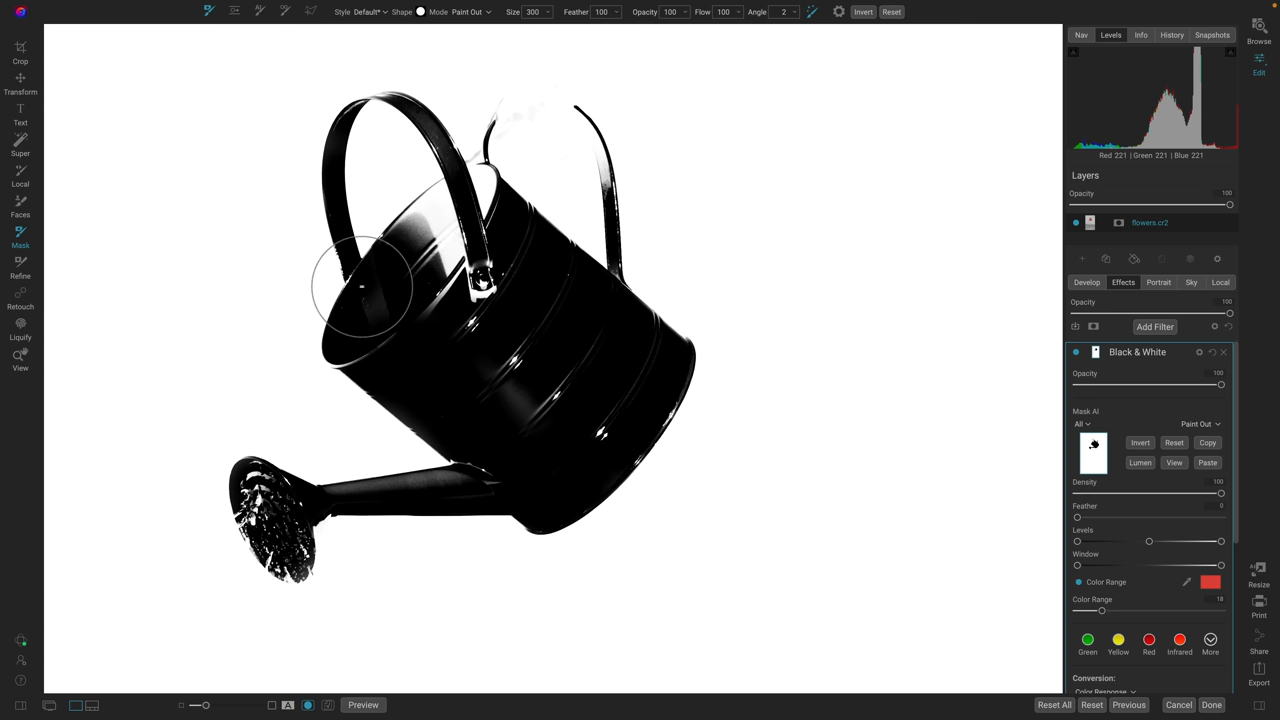 Style Default* Shape Mode Paint Out Size 300 Feather 100 Opacity 100 Flow 100 Angle 2 Invert Reset
Crop
Transform
Text
Super
Local
Faces
Mask
Refine
Retouch
Liquify
View
Nav Levels Info History Snapshots
Red 221 | Green 221 | Blue 221
Layers
Opacity 100
flowers.cr2
Develop Effects Portrait Sky Local
Opacity 100
Add Filter
Black & White
Opacity 100
Mask AI
All Paint Out
Invert Reset Copy
Lumen View Paste
Density 100
Feather 0
Levels
Window
Color Range
Color Range 18
Green Yellow Red Infrared More
Conversion:
Color Response
Browse
Edit
AI
Resize
Print
Share
Export
A Preview Reset All Reset Previous Cancel Done